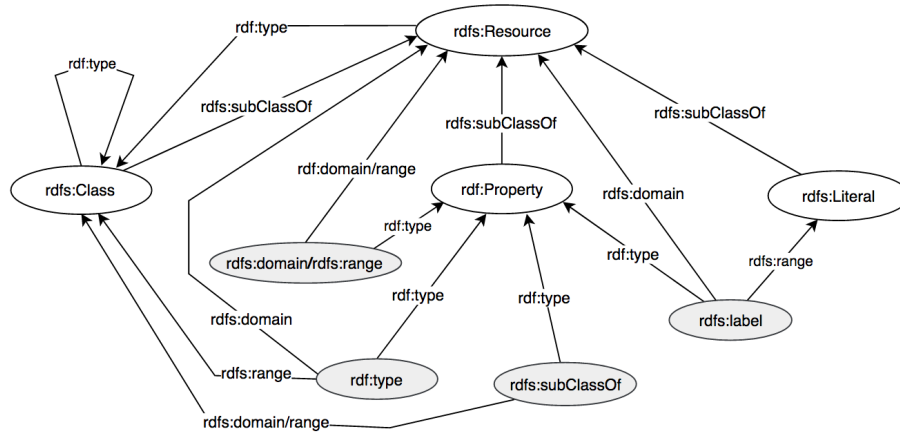 rdf:type
rdfs:Resource
rdf:type
rdfs:subClassOf
rdfs:subClassOf
rdfs:subClassOf
rdf:domain/range
rdfs:Class
rdf:Property
rdfs:domain
rdfs:Literal
rdf:type
rdfs:domain/rdfs:range
rdf:type
rdfs:range
rdf:type
rdf:type
rdfs:domain
rdfs:label
rdfs:range
rdf:type
rdfs:subClassOf
rdfs:domain/range